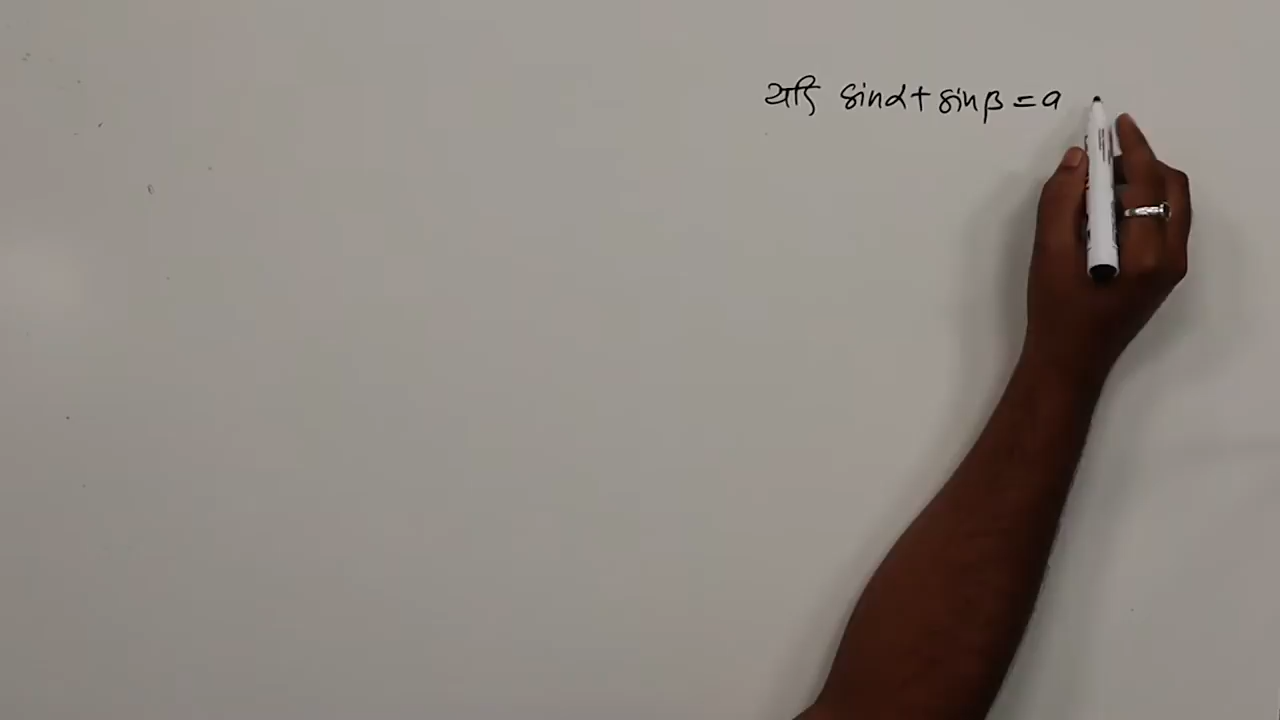 यदि sinα + sinβ = a